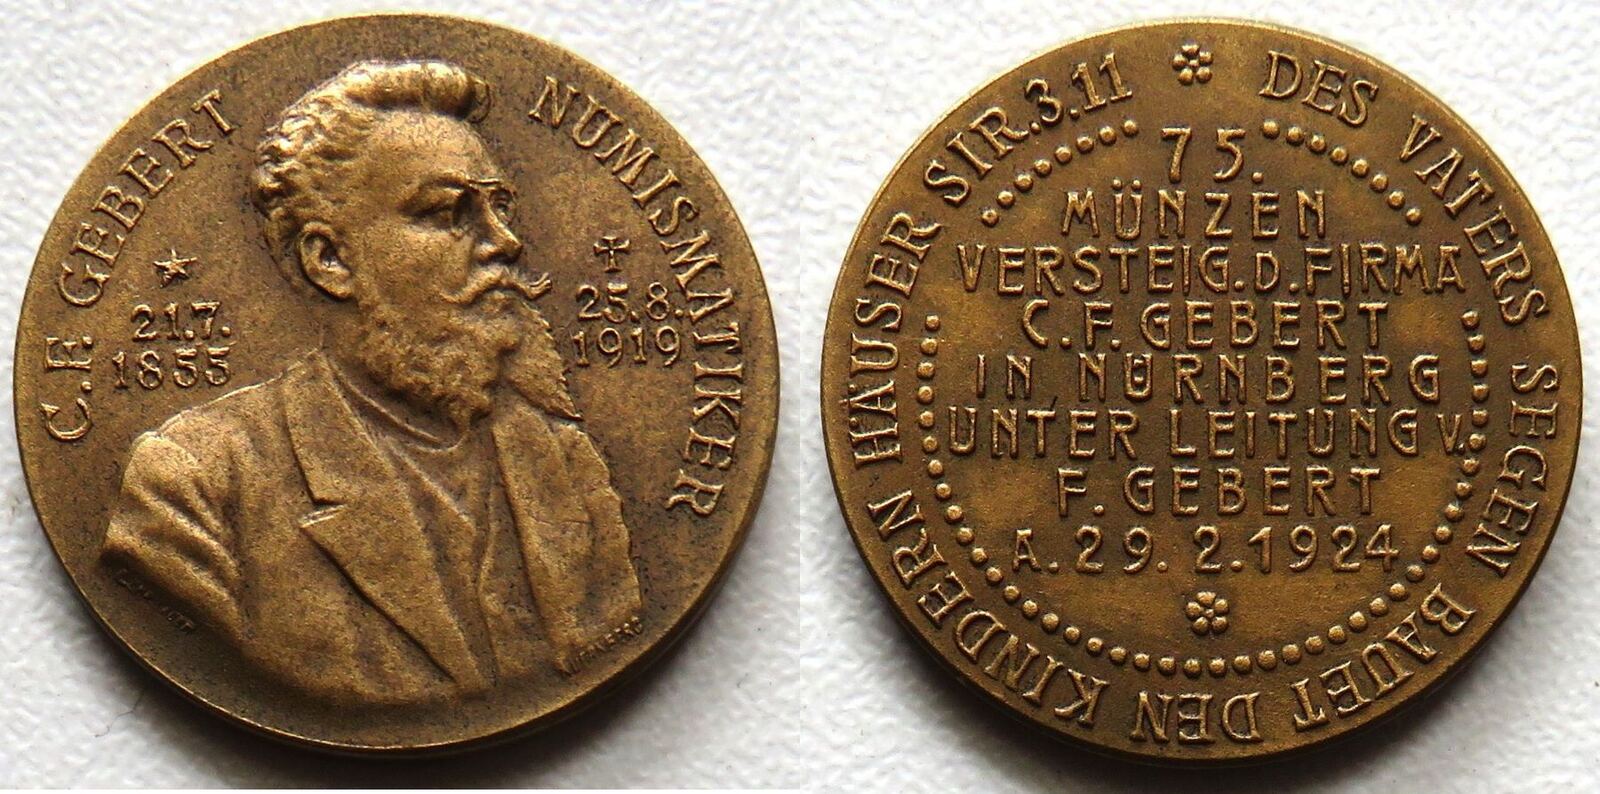 C.F. GEBERT NUMISMATIKER
21.7.
1855
25.8.
1919
NÜRNBERG
DES VATERS SEGEN BAUET DEN KINDERN HÄUSER SIR.3.11
75.
MÜNZEN
VERSTEIG.D.FIRMA
C.F.GEBERT
IN NÜRNBERG
UNTER LEITUNG V.
F. GEBERT
A.29.2.1924